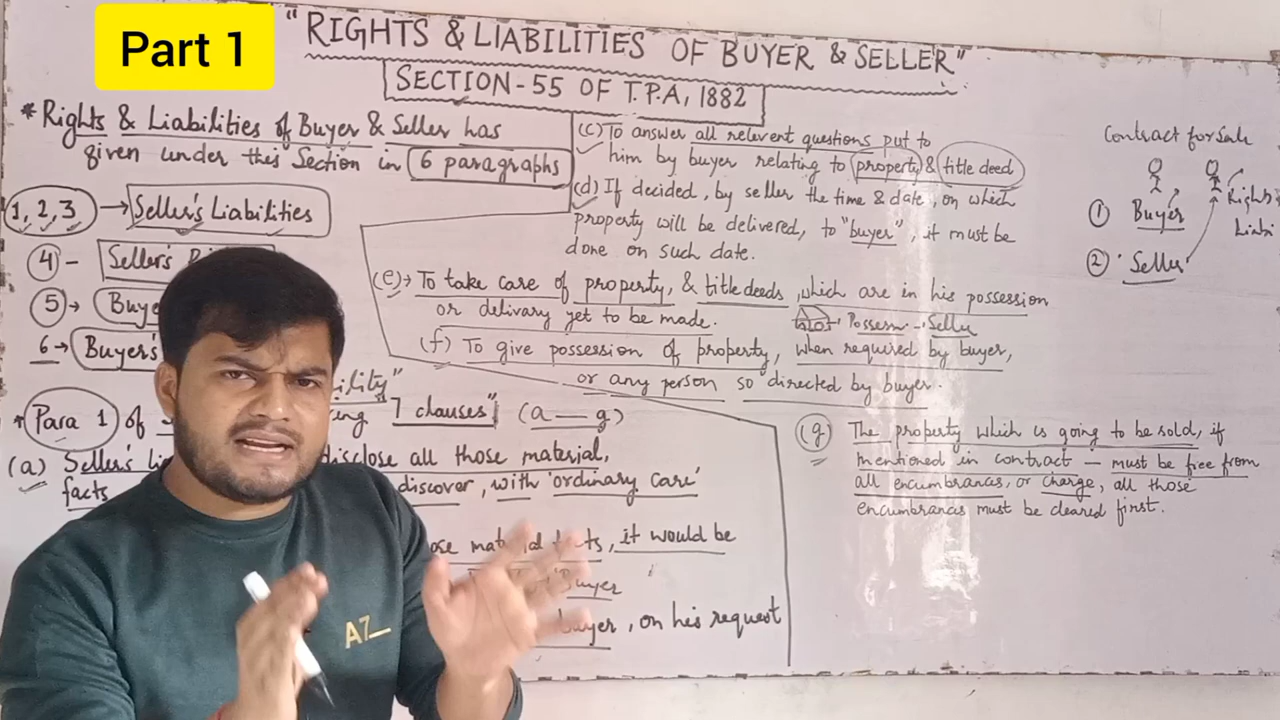 Part 1
"RIGHTS & LIABILITIES OF BUYER & SELLER"
SECTION-55 OF T.P.A, 1882
* Rights & Liabilities of Buyer & Seller has
given under this Section in 6 paragraphs
1, 2, 3 → Seller's Liabilities
4 - Seller's
5 →
6 → Buyer's
bility"
* Para 1 of ing "7 clauses" (a — g)
(a) Seller's disclose all those material,
facts discover, with 'ordinary care'
ose material facts, it would be
Buyer
buyer, on his request
(c) To answer all relevent questions put to
him by buyer relating to property & title deed
(d) If decided, by seller the time & date, on which
property will be delivered, to "buyer", it must be
done on such date.
(e) → To take care of property, & title deeds, which are in his possession
or delivary yet to be made.
(f) To give possession of property, when required by buyer,
or any person so directed by buyer.
(g) The property which is going to be sold, if
mentioned in contract — must be free from
all encumbrances, or charge, all those
encumbrances must be cleared first.
Contract for Sale
① Buyer
② Seller
Rights
A7